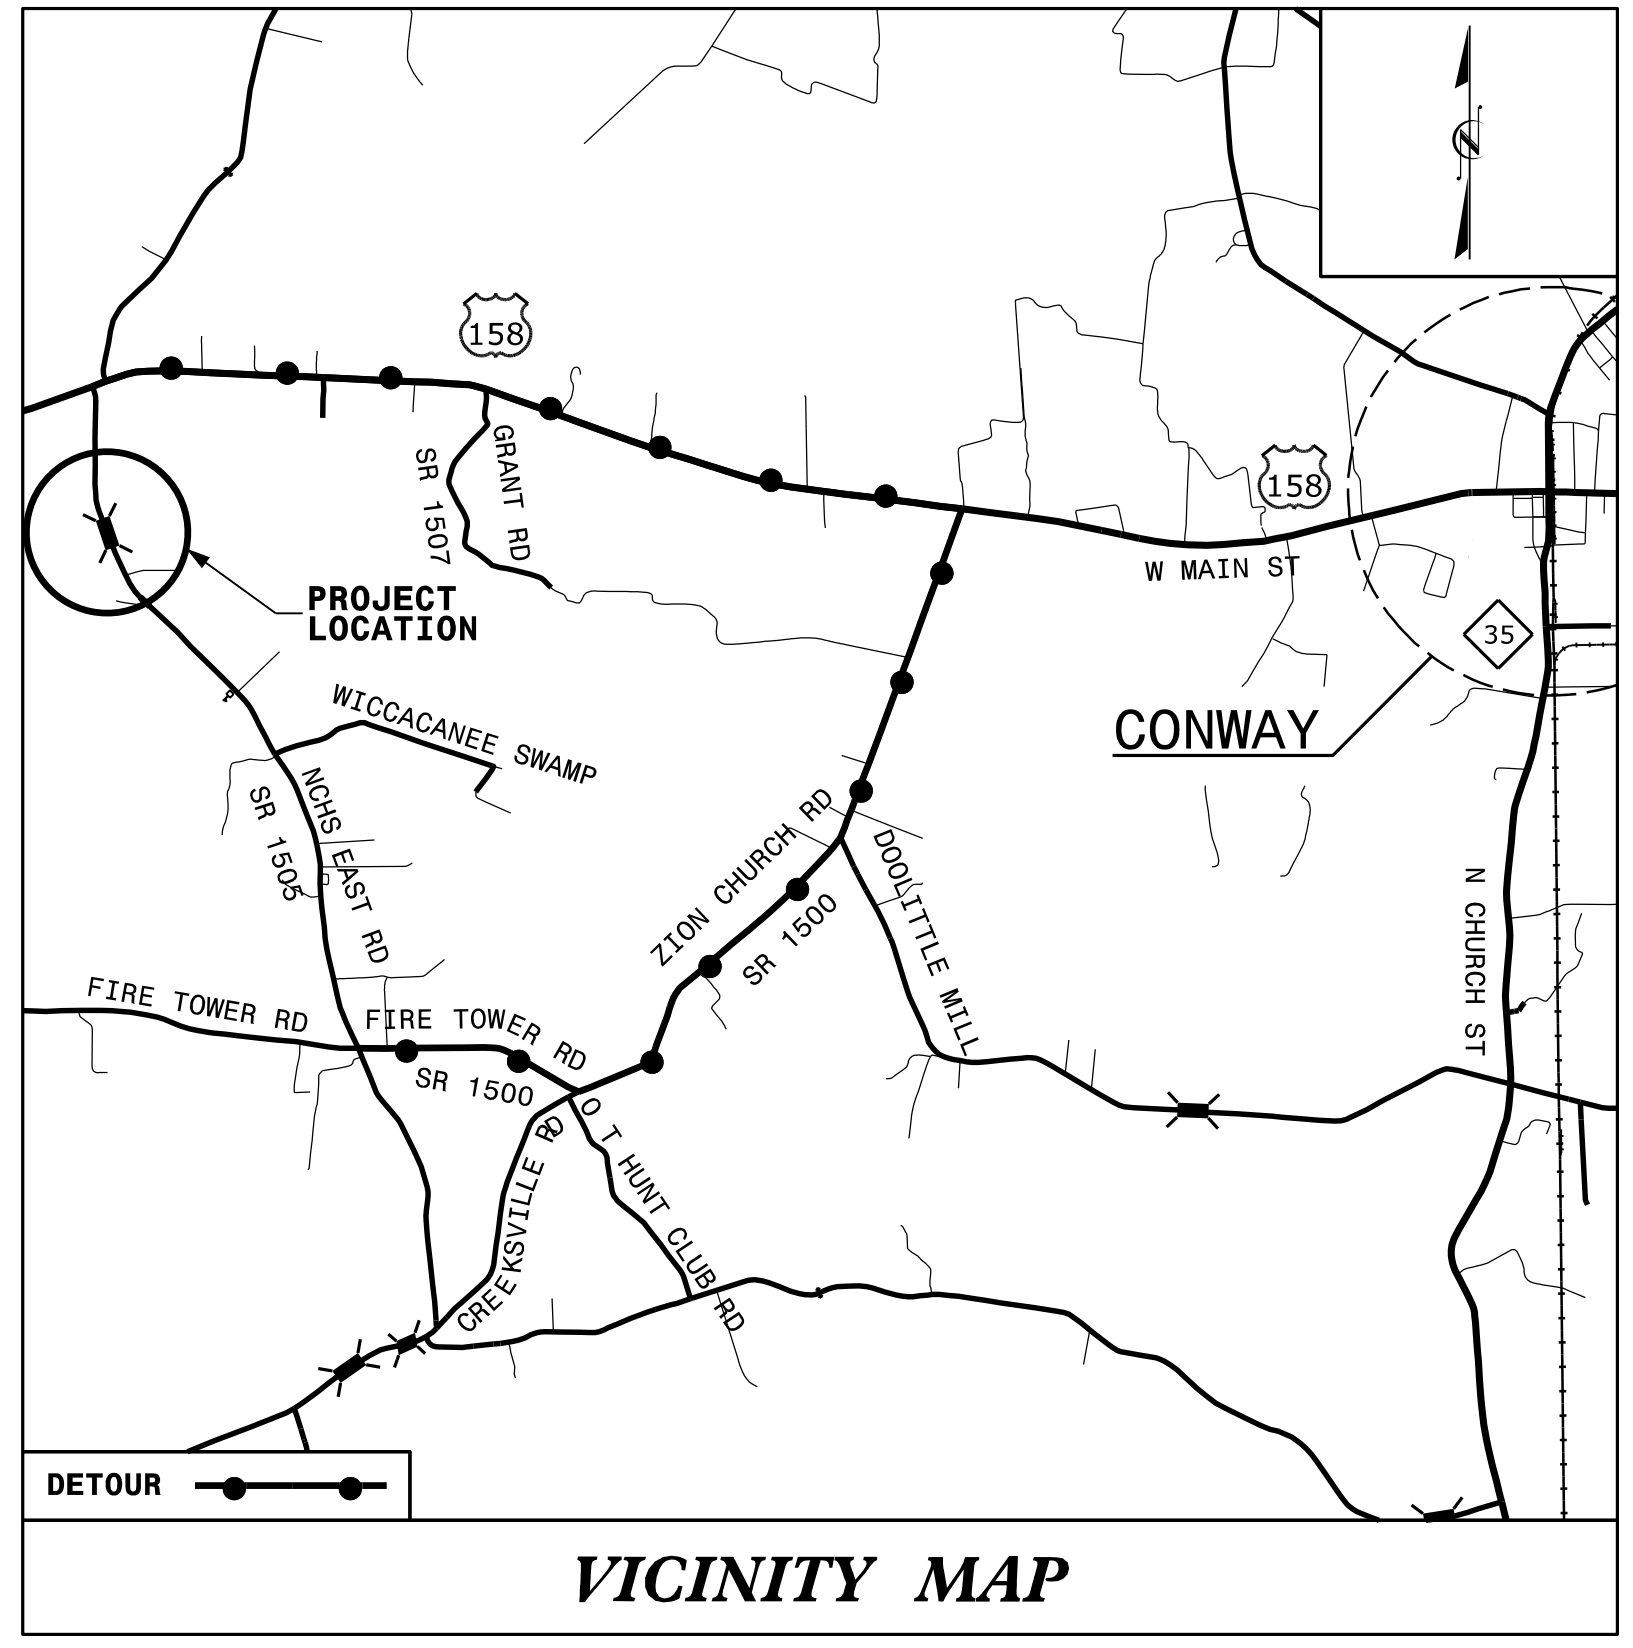 N
158
GRANT RD
SR 1507
158
W MAIN ST
PROJECT
LOCATION
35
WICCACANEE SWAMP
CONWAY
NCHS EAST RD
SR 1505
ZION CHURCH RD
SR 1500
DOOLITTLE MILL
N CHURCH ST
FIRE TOWER RD
FIRE TOWER RD
SR 1500
O T HUNT CLUB RD
CREEKSVILLE RD
DETOUR
VICINITY MAP